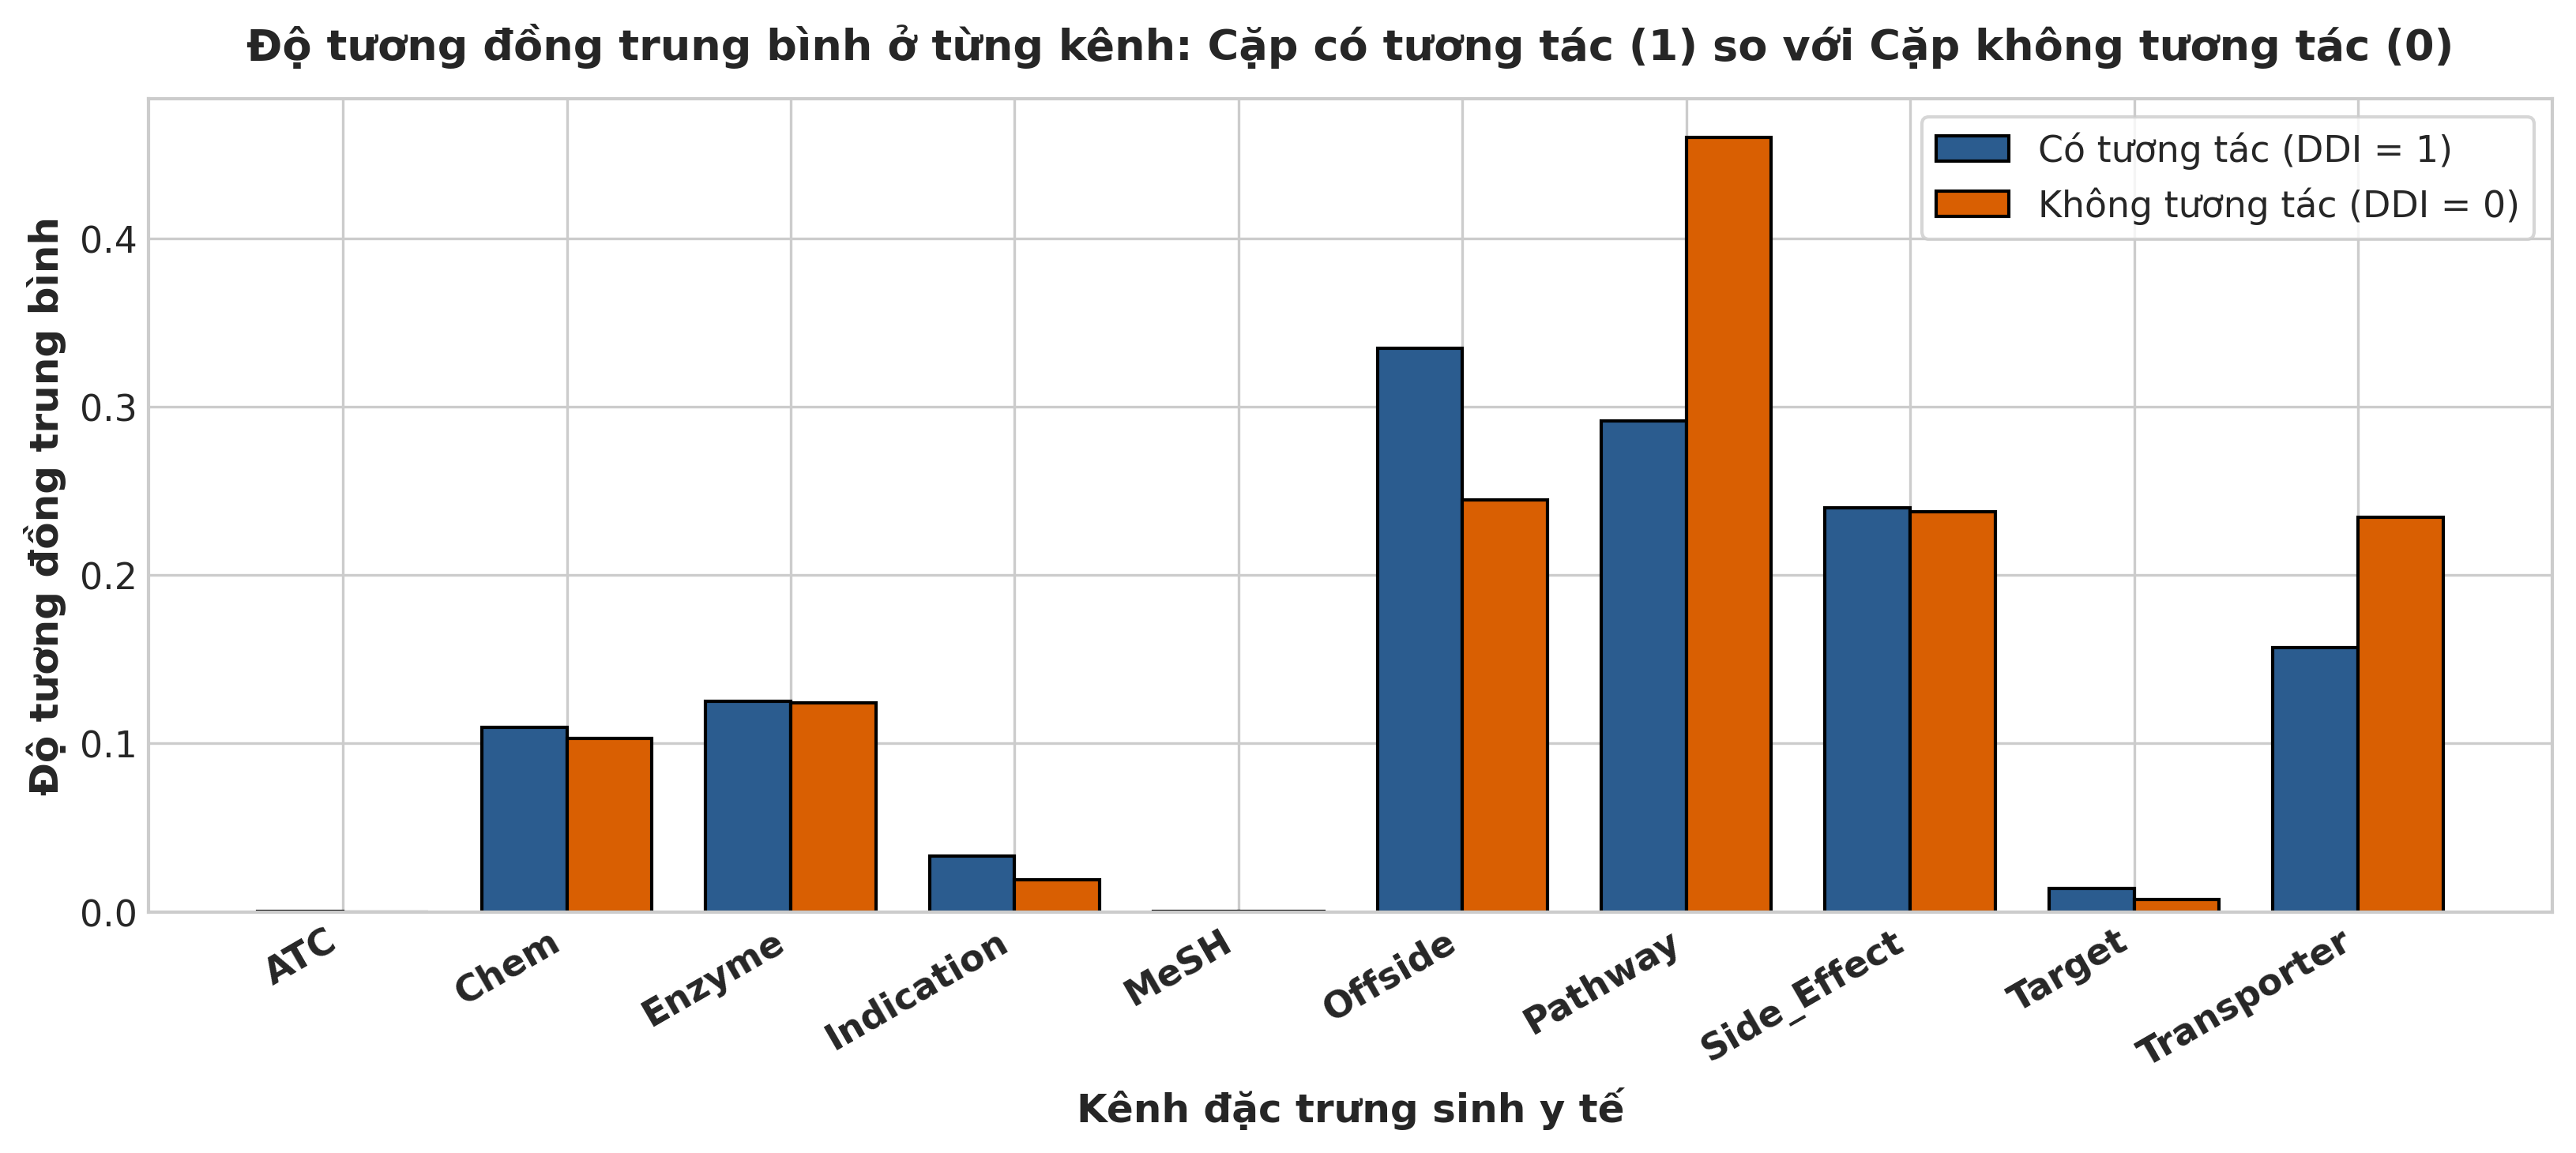 Độ tương đồng trung bình ở từng kênh: Cặp có tương tác (1) so với Cặp không tương tác (0)
Có tương tác (DDI = 1)
Không tương tác (DDI = 0)
Độ tương đồng trung bình
0.4
0.3
0.2
0.1
0.0
ATC
Chem
Enzyme
Indication
MeSH
Offside
Pathway
Side_Effect
Target
Transporter
Kênh đặc trưng sinh y tế